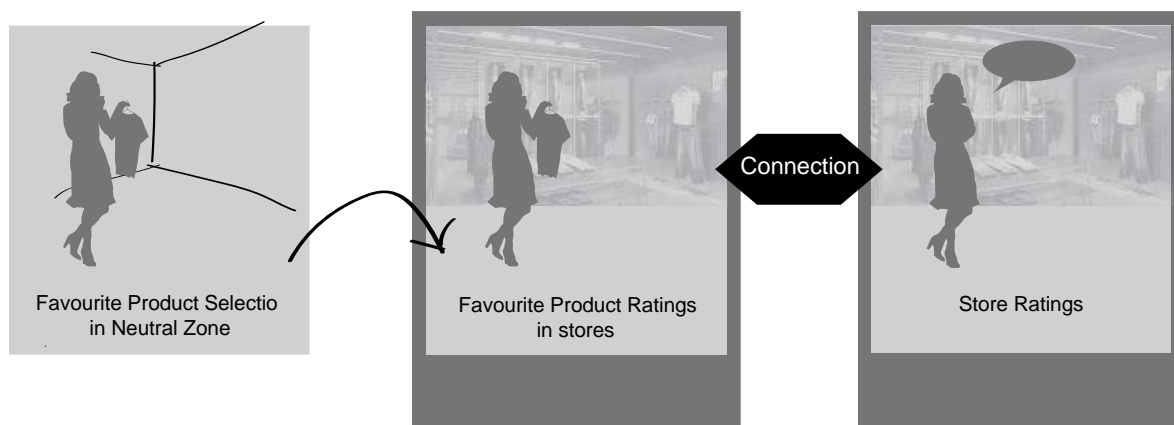 Favourite Product Selectio
in Neutral Zone
Favourite Product Ratings
in stores
Connection
Store Ratings